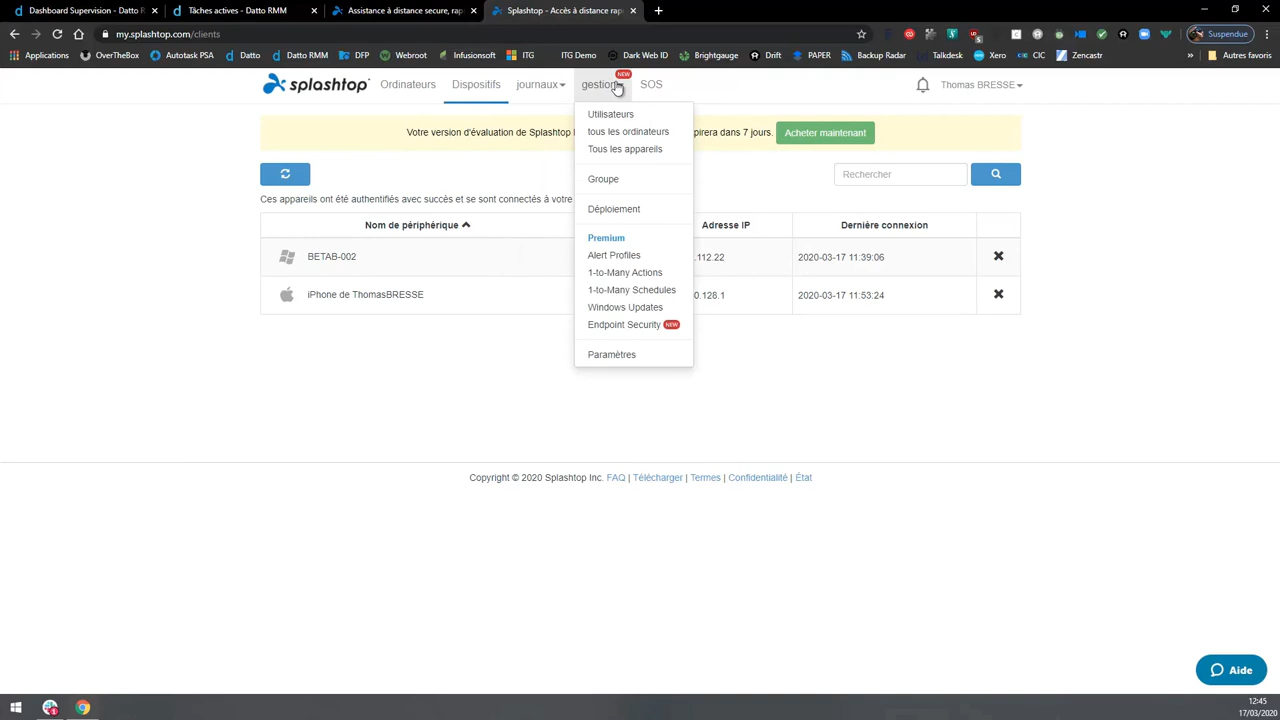 Dashboard Supervision - Datto R
Tâches actives - Datto RMM
Assistance à distance secure, rap
Splashtop - Accès à distance rap
my.splashtop.com/clients
Suspendue
Applications
OverTheBox
Autotask PSA
Datto
Datto RMM
DFP
Webroot
Infusionsoft
ITG
ITG Demo
Dark Web ID
Brightgauge
Drift
PAPER
Backup Radar
Talkdesk
Xero
CIC
Zencastr
»
Autres favoris
splashtop
Ordinateurs
Dispositifs
journaux
gestion
NEW
SOS
Thomas BRESSE
Votre version d'évaluation de Splashtop
pirera dans 7 jours.
Acheter maintenant
Utilisateurs
tous les ordinateurs
Tous les appareils
Groupe
Déploiement
Premium
Alert Profiles
1-to-Many Actions
1-to-Many Schedules
Windows Updates
Endpoint Security NEW
Paramètres
Rechercher
Ces appareils ont été authentifiés avec succès et se sont connectés à votre
Nom de périphérique
Adresse IP
Dernière connexion
BETAB-002
.112.22
2020-03-17 11:39:06
iPhone de ThomasBRESSE
0.128.1
2020-03-17 11:53:24
Copyright © 2020 Splashtop Inc. FAQ | Télécharger | Termes | Confidentialité | État
Aide
12:45
17/03/2020